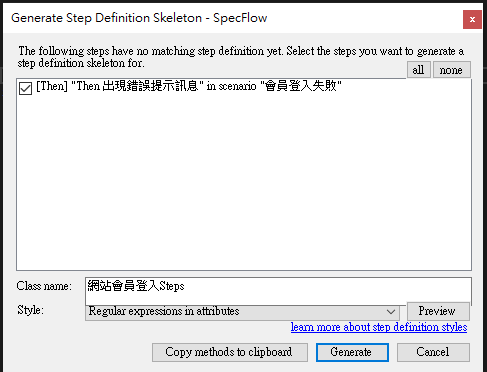 Generate Step Definition Skeleton - SpecFlow
x
The following steps have no matching step definition yet. Select the steps you want to generate a
step definition skeleton for.
all none
[Then] "Then 出現錯誤提示訊息" in scenario "會員登入失敗"
Class name: 網站會員登入Steps
Style: Regular expressions in attributes Preview
learn more about step definition styles
Copy methods to clipboard Generate Cancel